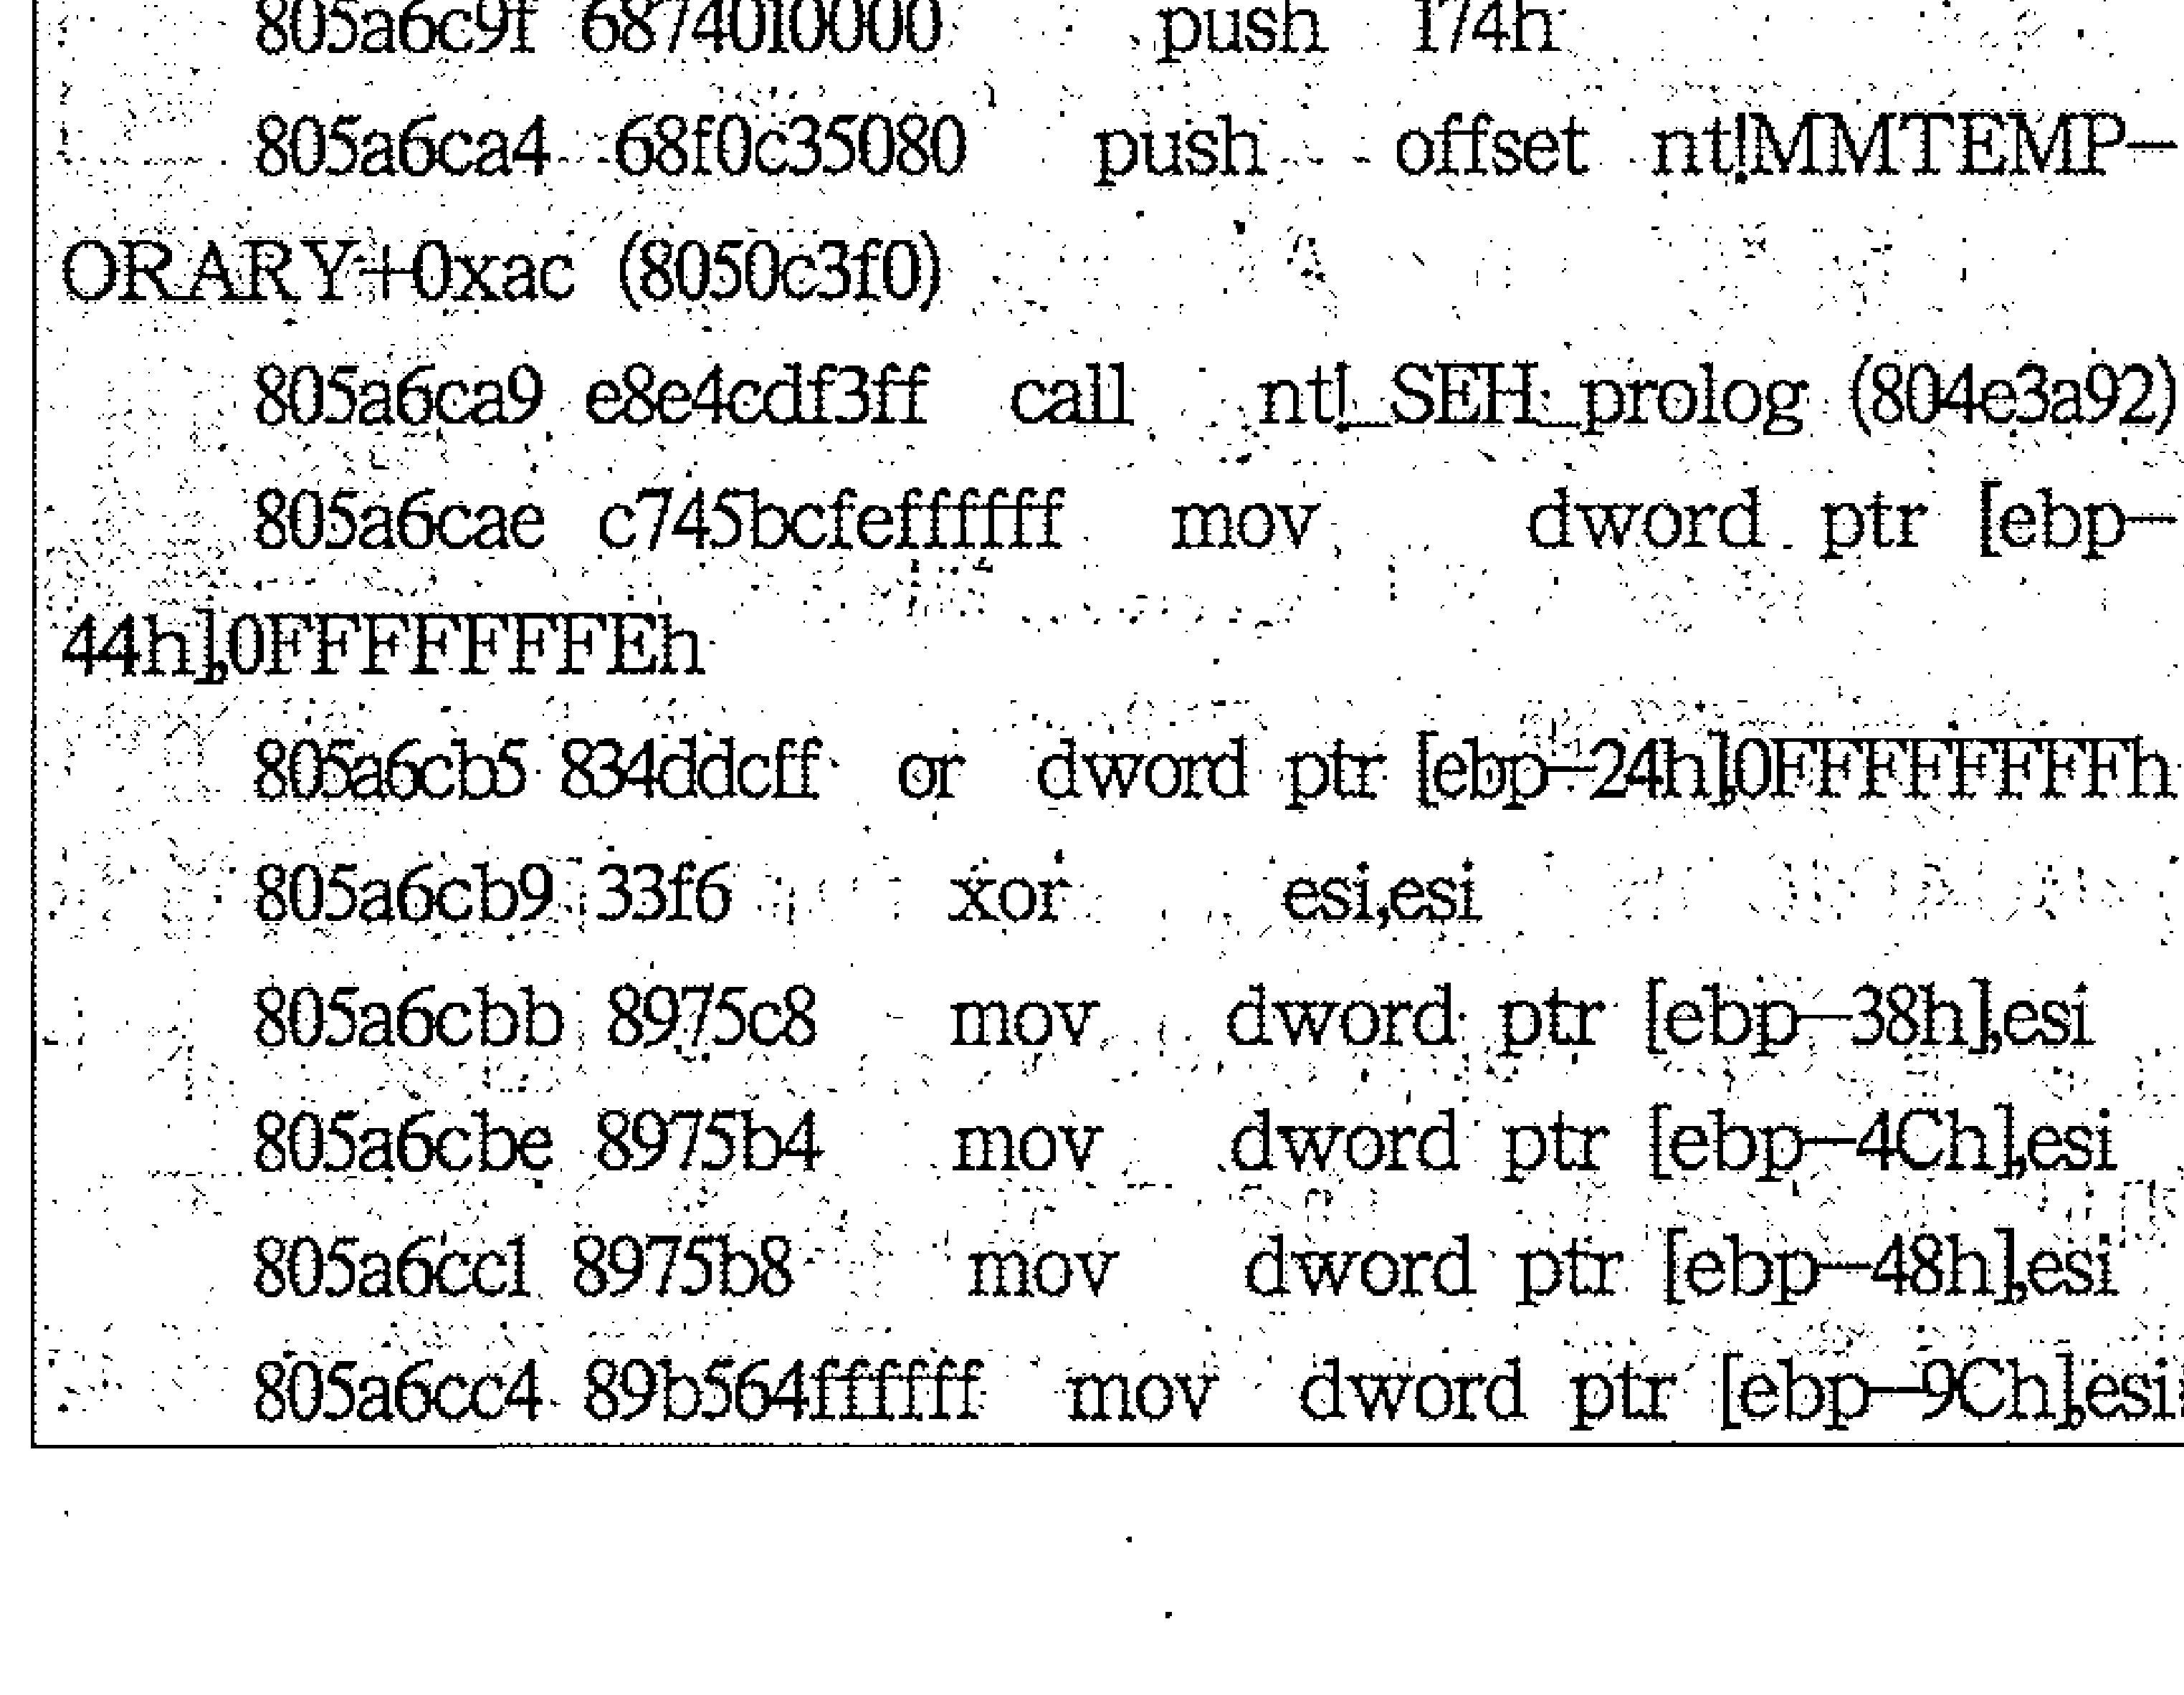 805a6c9f 6874010000 push 174h
805a6ca4 68f0c35080 push offset nt!MMTEMP-
ORARY+0xac (8050c3f0)
805a6ca9 e8e4cdf3ff call nt!_SEH_prolog (804e3a92)
805a6cae c745bcfeffffff mov dword ptr [ebp-
44h],0FFFFFFFEh
805a6cb5 834ddcff or dword ptr [ebp-24h],0FFFFFFFFh
805a6cb9 33f6 xor esi,esi
805a6cbb 8975c8 mov dword ptr [ebp-38h],esi
805a6cbe 8975b4 mov dword ptr [ebp-4Ch],esi
805a6cc1 8975b8 mov dword ptr [ebp-48h],esi
805a6cc4 89b564ffffff mov dword ptr [ebp-9Ch],esi